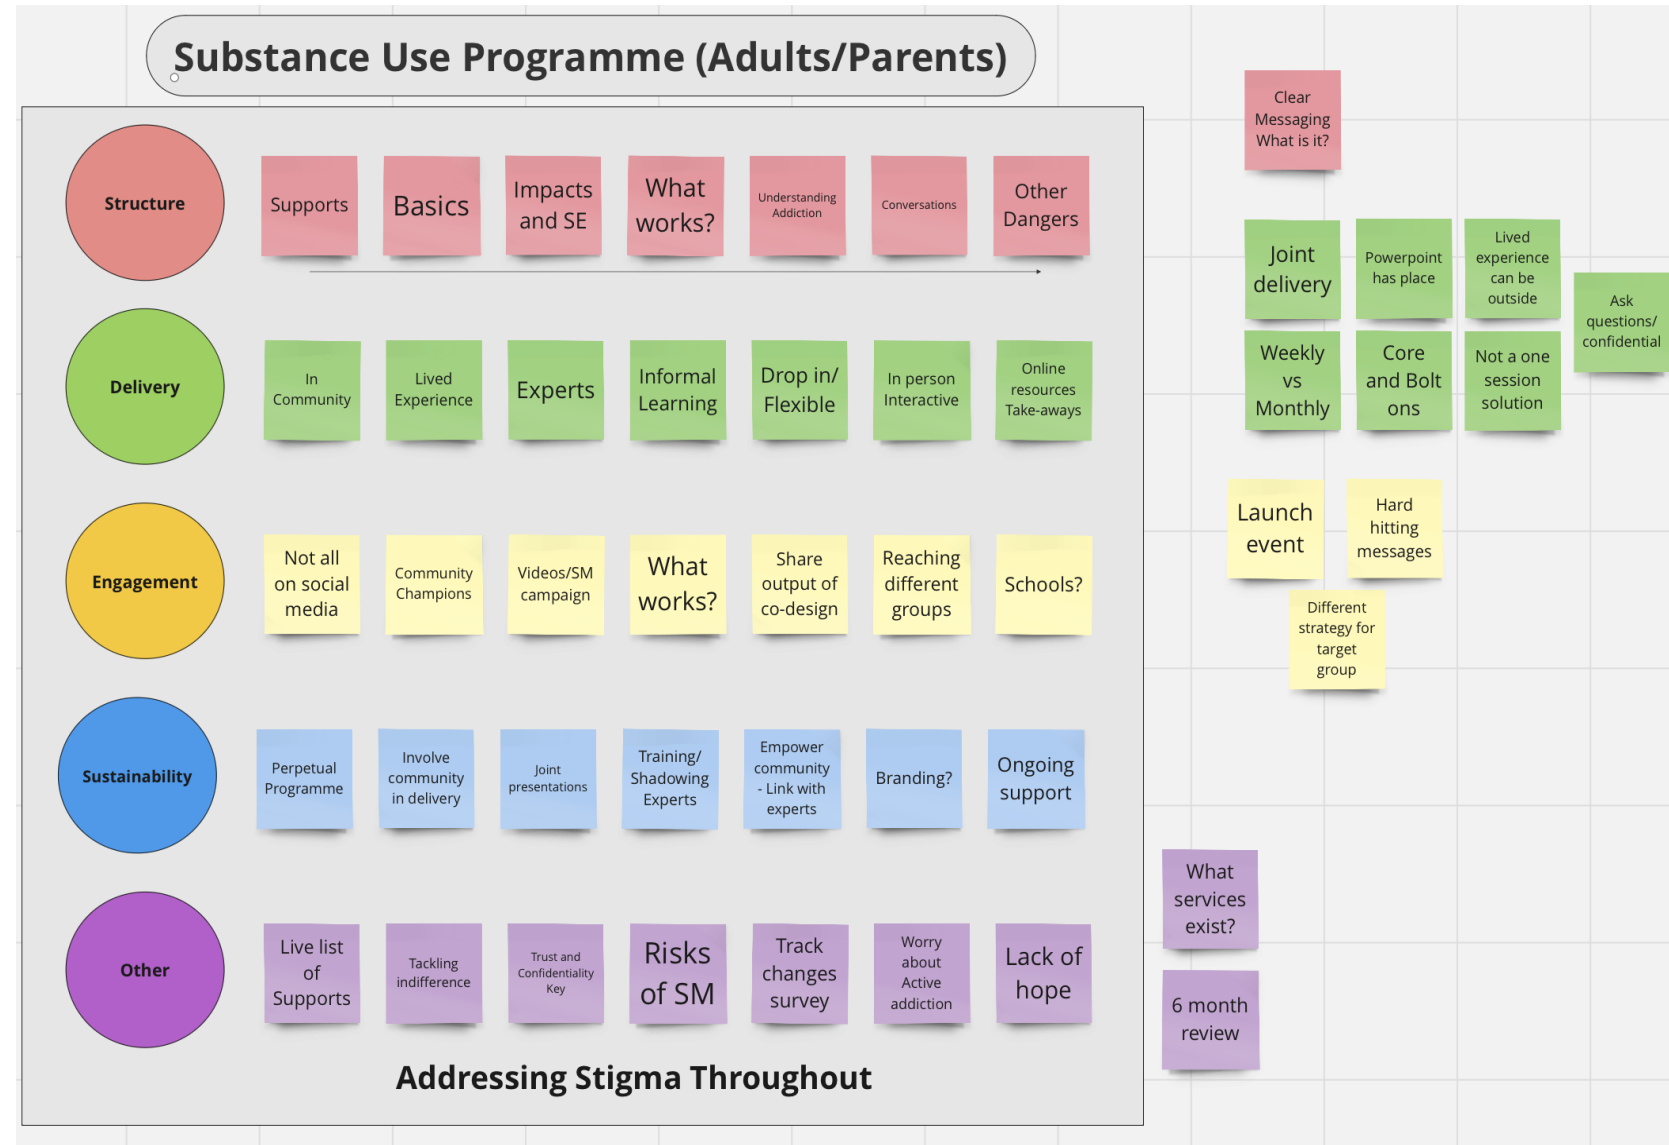 Substance Use Programme (Adults/Parents)
Structure
Supports
Basics
Impacts
and SE
What
works?
Understanding
Addiction
Conversations
Other
Dangers
Delivery
In
Community
Lived
Experience
Experts
Informal
Learning
Drop in/
Flexible
In person
Interactive
Online
resources
Take-aways
Engagement
Not all
on social
media
Community
Champions
Videos/SM
campaign
What
works?
Share
output of
co-design
Reaching
different
groups
Schools?
Sustainability
Perpetual
Programme
Involve
community
in delivery
Joint
presentations
Training/
Shadowing
Experts
Empower
community
- Link with
experts
Branding?
Ongoing
support
Other
Live list
of
Supports
Tackling
indifference
Trust and
Confidentiality
Key
Risks
of SM
Track
changes
survey
Worry
about
Active
addiction
Lack of
hope
Addressing Stigma Throughout
Clear
Messaging
What is it?
Joint
delivery
Powerpoint
has place
Lived
experience
can be
outside
Ask
questions/
confidential
Weekly
vs
Monthly
Core
and Bolt
ons
Not a one
session
solution
Launch
event
Hard
hitting
messages
Different
strategy for
target
group
What
services
exist?
6 month
review